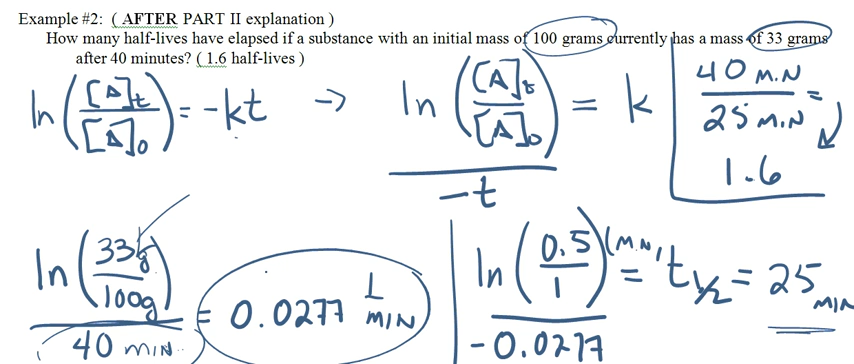 Example #2: ( AFTER PART II explanation )
How many half-lives have elapsed if a substance with an initial mass of 100 grams currently has a mass of 33 grams
after 40 minutes? ( 1.6 half-lives )
ln([A]t/[A]0) = -kt → ln([A]t/[A]0)/-t = k
40 MIN/25 MIN =
1.6
ln(33g/100g)/40 MIN = 0.0277 1/MIN
ln(0.5/1)/-0.0277 (MIN) = t1/2 = 25 MIN